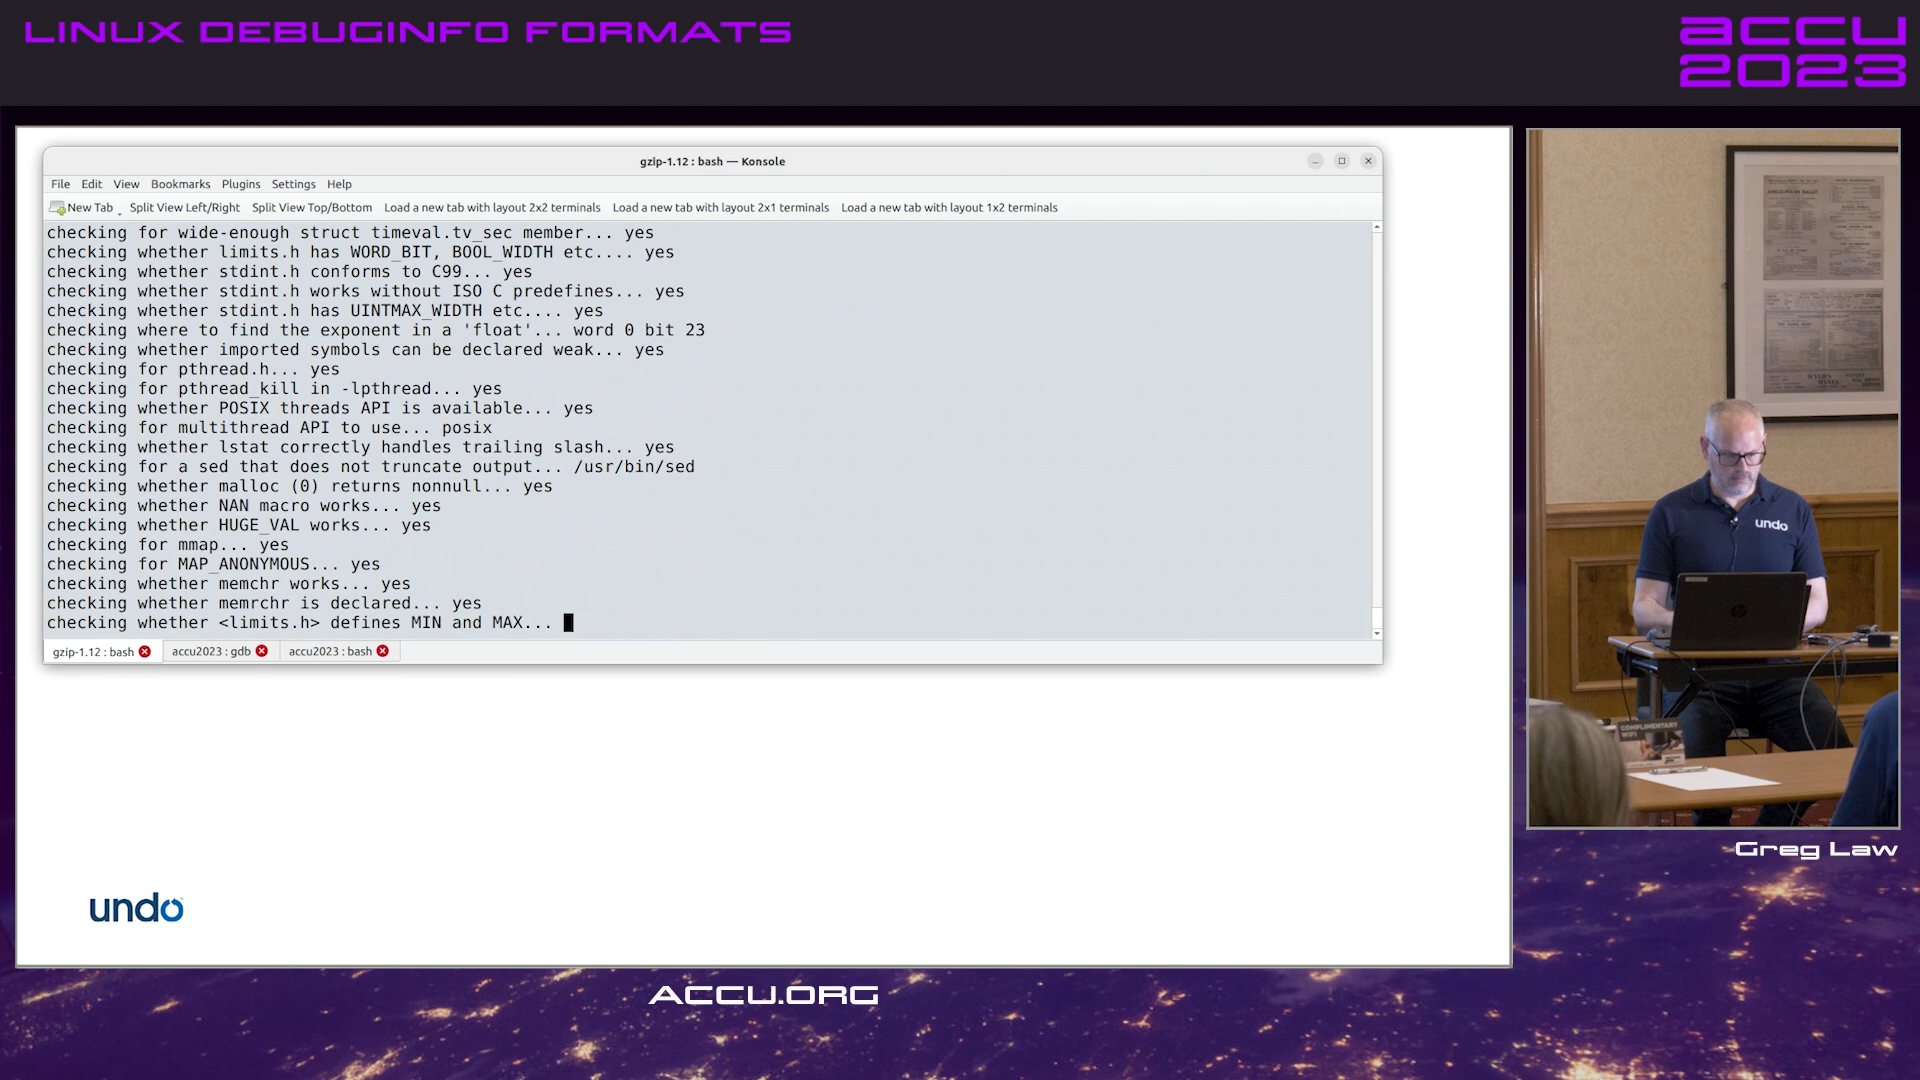 LINUX DEBUGINFO FORMATS
accu
2023
gzip-1.12 : bash — Konsole
File Edit View Bookmarks Plugins Settings Help
New Tab Split View Left/Right Split View Top/Bottom Load a new tab with layout 2x2 terminals Load a new tab with layout 2x1 terminals Load a new tab with layout 1x2 terminals
checking for wide-enough struct timeval.tv_sec member... yes
checking whether limits.h has WORD_BIT, BOOL_WIDTH etc.... yes
checking whether stdint.h conforms to C99... yes
checking whether stdint.h works without ISO C predefines... yes
checking whether stdint.h has UINTMAX_WIDTH etc.... yes
checking where to find the exponent in a 'float'... word 0 bit 23
checking whether imported symbols can be declared weak... yes
checking for pthread.h... yes
checking for pthread_kill in -lpthread... yes
checking whether POSIX threads API is available... yes
checking for multithread API to use... posix
checking whether lstat correctly handles trailing slash... yes
checking for a sed that does not truncate output... /usr/bin/sed
checking whether malloc (0) returns nonnull... yes
checking whether NAN macro works... yes
checking whether HUGE_VAL works... yes
checking for mmap... yes
checking for MAP_ANONYMOUS... yes
checking whether memchr works... yes
checking whether memrchr is declared... yes
checking whether <limits.h> defines MIN and MAX...
gzip-1.12 : bash accu2023 : gdb accu2023 : bash
undo
undo
COMPLIMENTARY
WIFI
Greg Law
ACCU.ORG